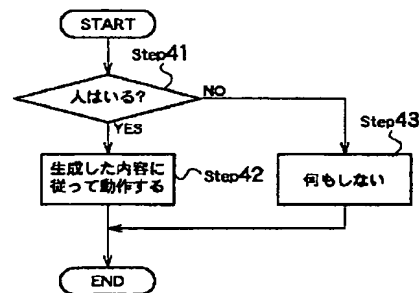 START
Step41
人はいる?
NO
YES
Step43
生成した内容に
従って動作する
Step42
何もしない
END